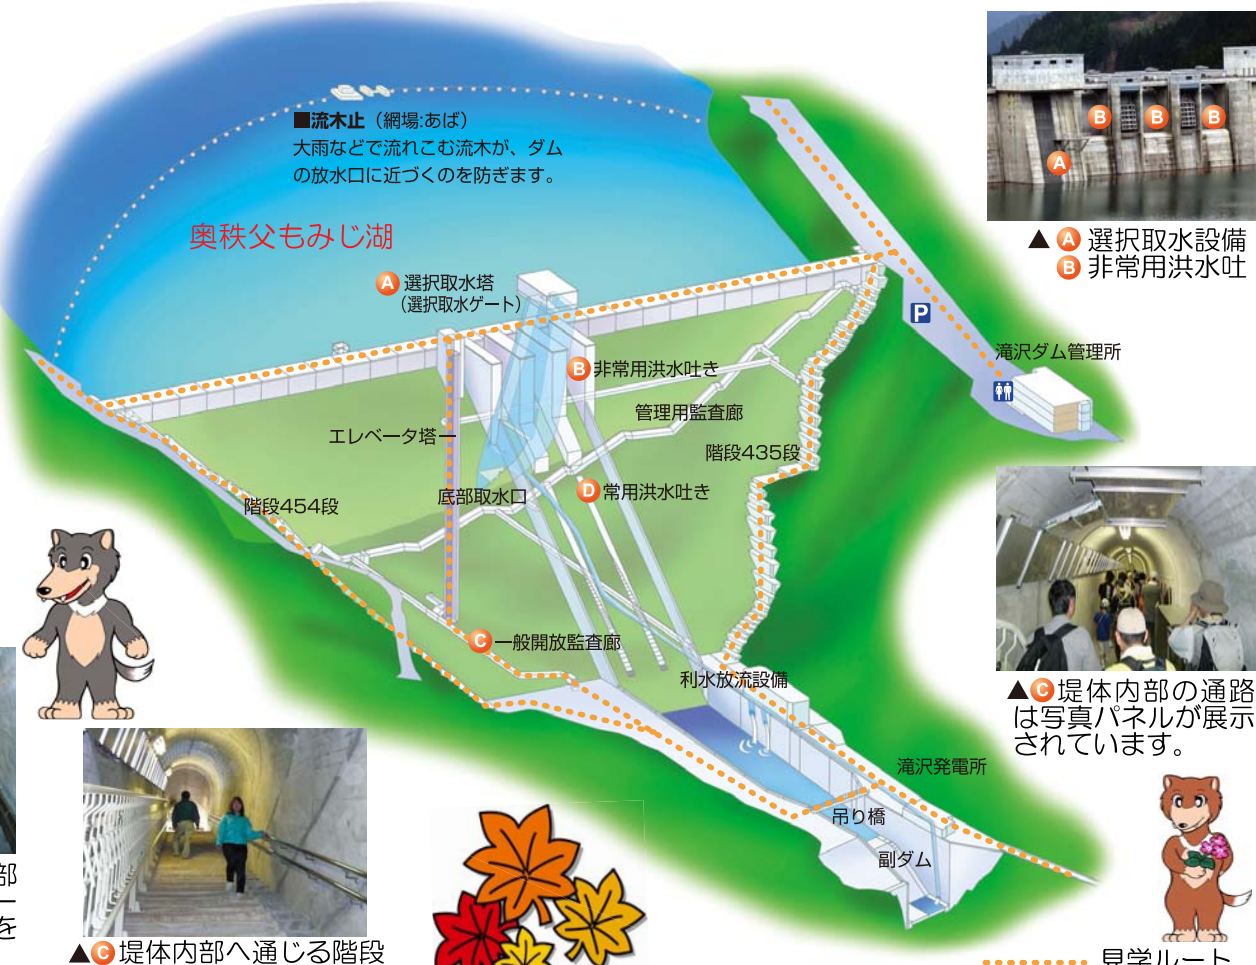 ■流木止（網場:あば）
大雨などで流れこむ流木が、ダム
の放水口に近づくのを防ぎます。
奥秩父もみじ湖
A 選択取水塔
（選択取水ゲート）
B B B
A
▲ A 選択取水設備
B 非常用洪水吐
P
滝沢ダム管理所
B 非常用洪水吐き
管理用監査廊
エレベータ塔
階段435段
底部取水口
D 常用洪水吐き
階段454段
C 一般開放監査廊
利水放流設備
▲C 堤体内部の通路
は写真パネルが展示
されています。
滝沢発電所
吊り橋
副ダム
部
ー
を
▲C 堤体内部へ通じる階段
見学ルート